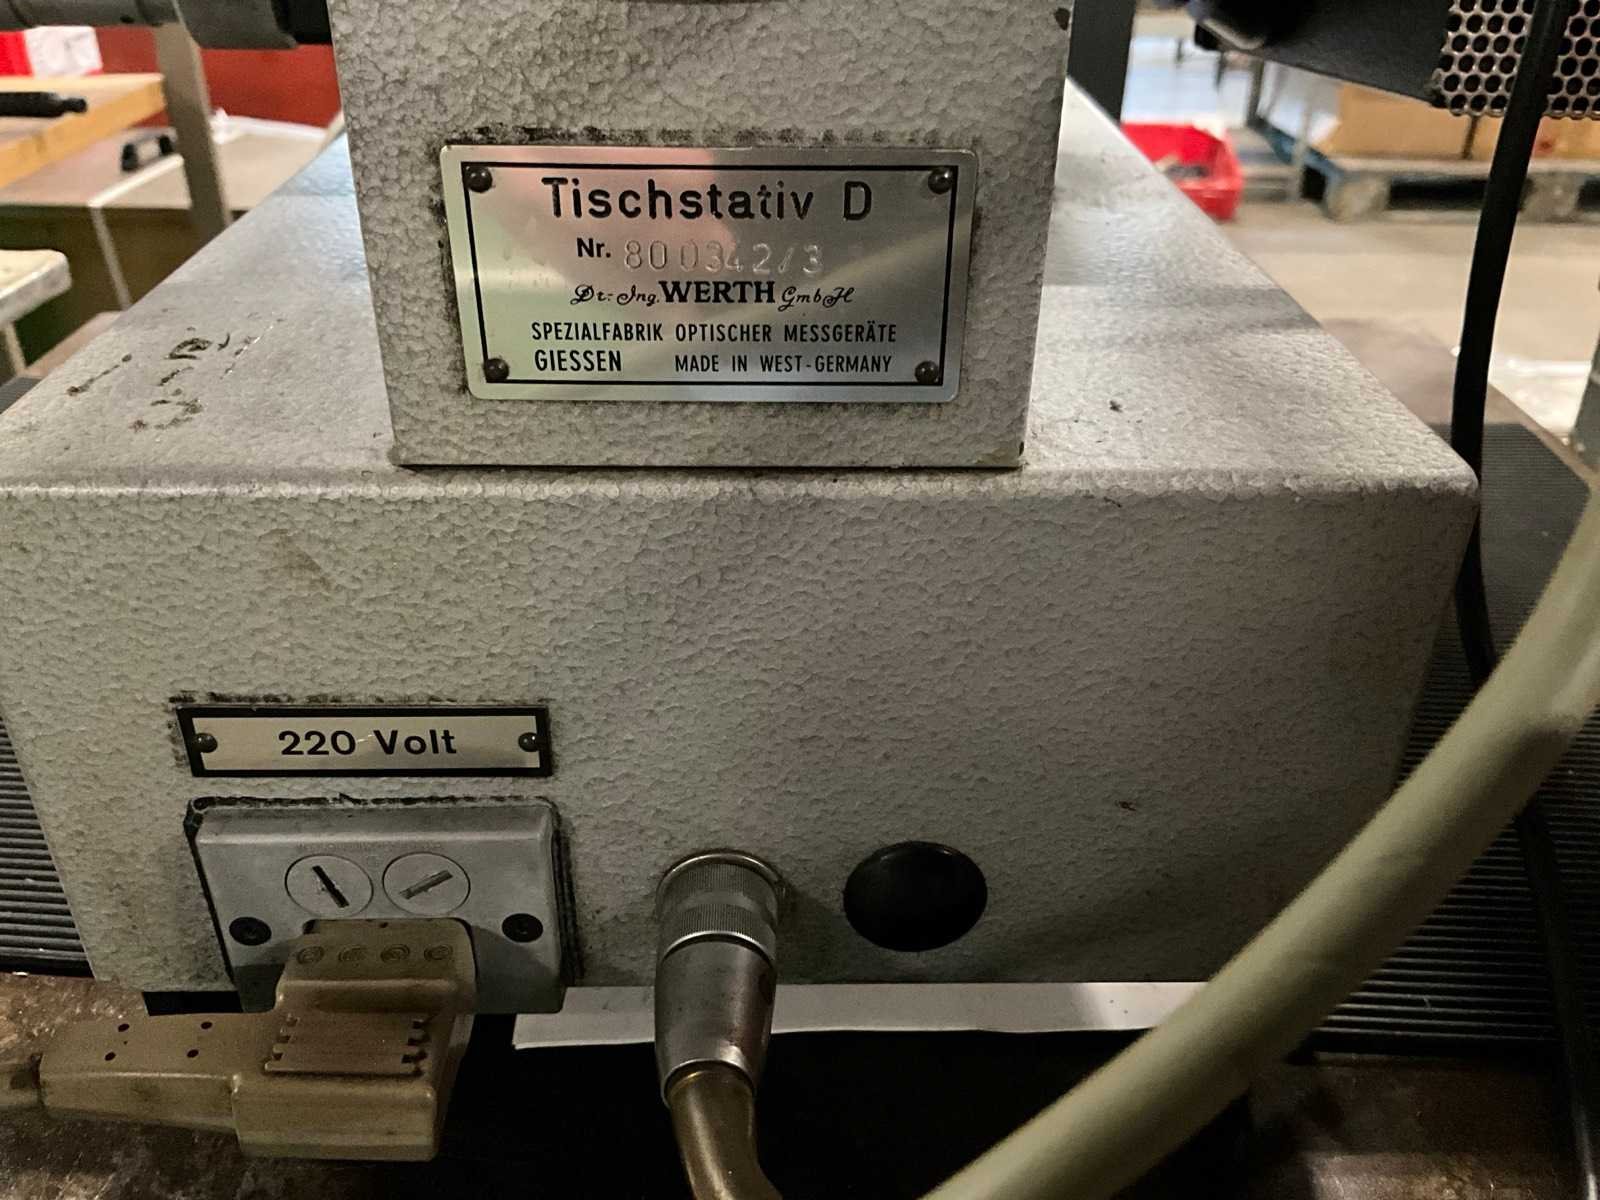 Tischstativ D
Nr. 800342/3
Dr.-Ing. WERTH GmbH
SPEZIALFABRIK OPTISCHER MESSGERÄTE
GIESSEN MADE IN WEST-GERMANY
220 Volt